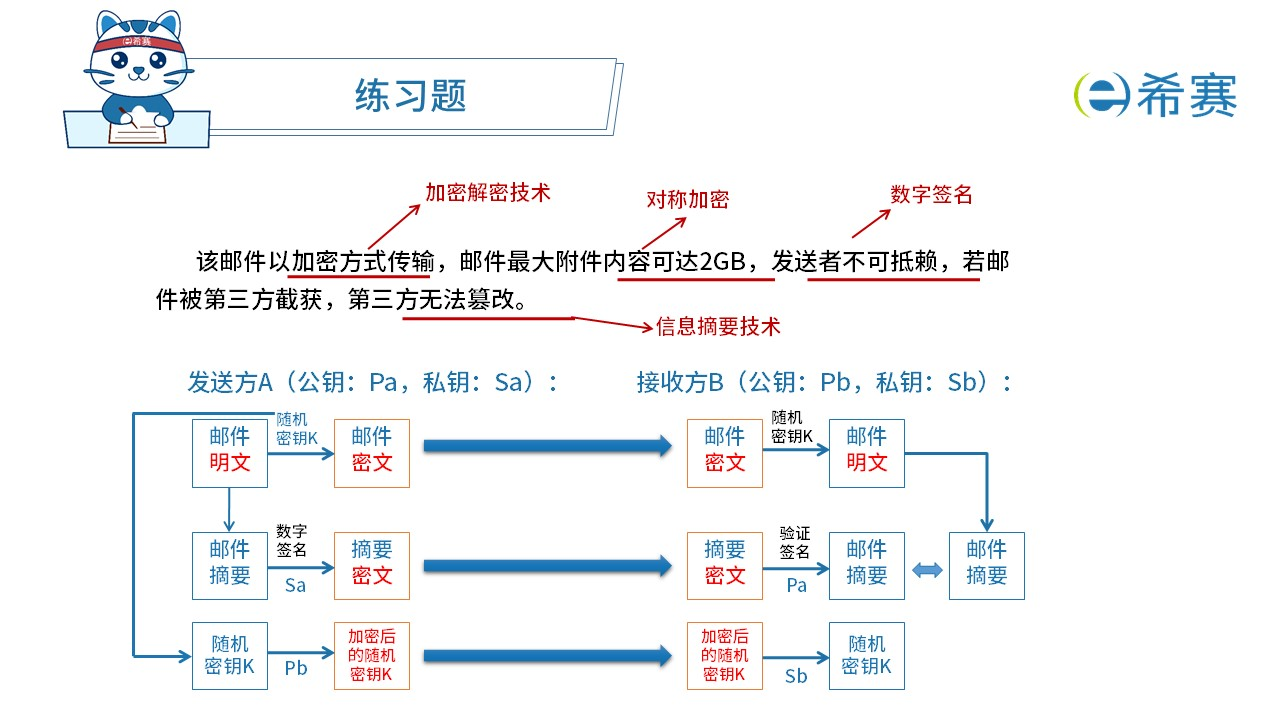 希赛
练习题
希赛
加密解密技术
对称加密
数字签名
该邮件以加密方式传输，邮件最大附件内容可达2GB，发送者不可抵赖，若邮
件被第三方截获，第三方无法篡改。
信息摘要技术
发送方A（公钥：Pa，私钥：Sa）：
接收方B（公钥：Pb，私钥：Sb）：
邮件
明文
随机
密钥K
邮件
密文
邮件
密文
随机
密钥K
邮件
明文
邮件
摘要
数字
签名
Sa
摘要
密文
摘要
密文
验证
签名
Pa
邮件
摘要
邮件
摘要
随机
密钥K
Pb
加密后
的随机
密钥K
加密后
的随机
密钥K
Sb
随机
密钥K